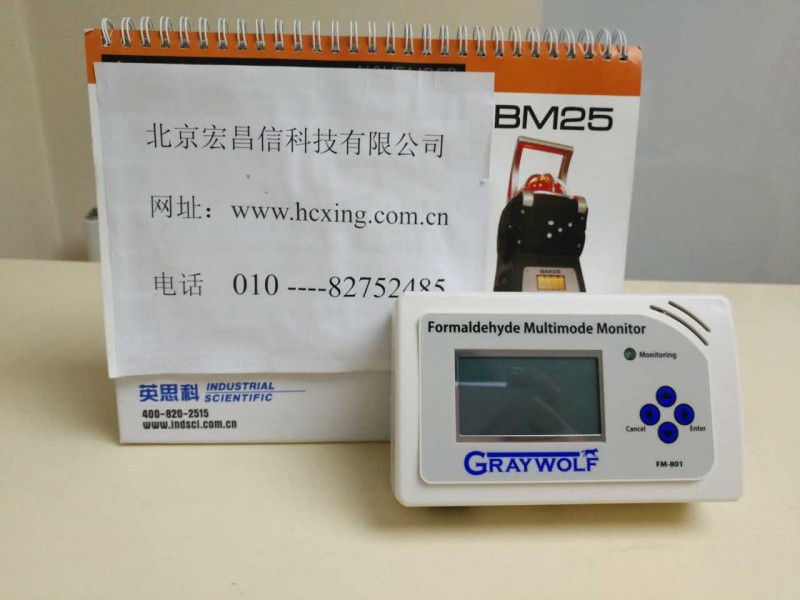 BM25
北京宏昌信科技有限公司
网址：www.hcxing.com.cn
电话 010 ----82752485
BM25
英思科 INDUSTRIAL
SCIENTIFIC
400-820-2515
www.indsci.com.cn
Formaldehyde Multimode Monitor
Monitoring
Cancel
Enter
GRAYWOLF
FM-801